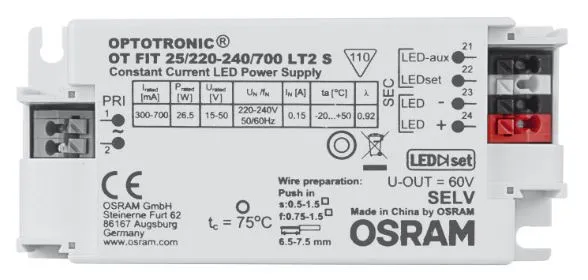 OPTOTRONIC®
OT FIT 25/220-240/700 LT2 S
Constant Current LED Power Supply
110
PRI
1
~
2
Irated [mA] Prated [W] Urated [V] UN /fN IN [A] ta [°C] λ
300-700 26.5 15-50 220-240V 50/60Hz 0.15 -20...+50 0.92
SEC
LED-aux 21
LEDset 22
LED - 23
LED + 24
LED set
CE
OSRAM GmbH
Steinerne Furt 62
86167 Augsburg
Germany
www.osram.com
tc = 75°C
Wire preparation:
Push in
s:0.5-1.5
f:0.75-1.5
6.5-7.5 mm
U-OUT = 60V
SELV
Made in China by OSRAM
OSRAM